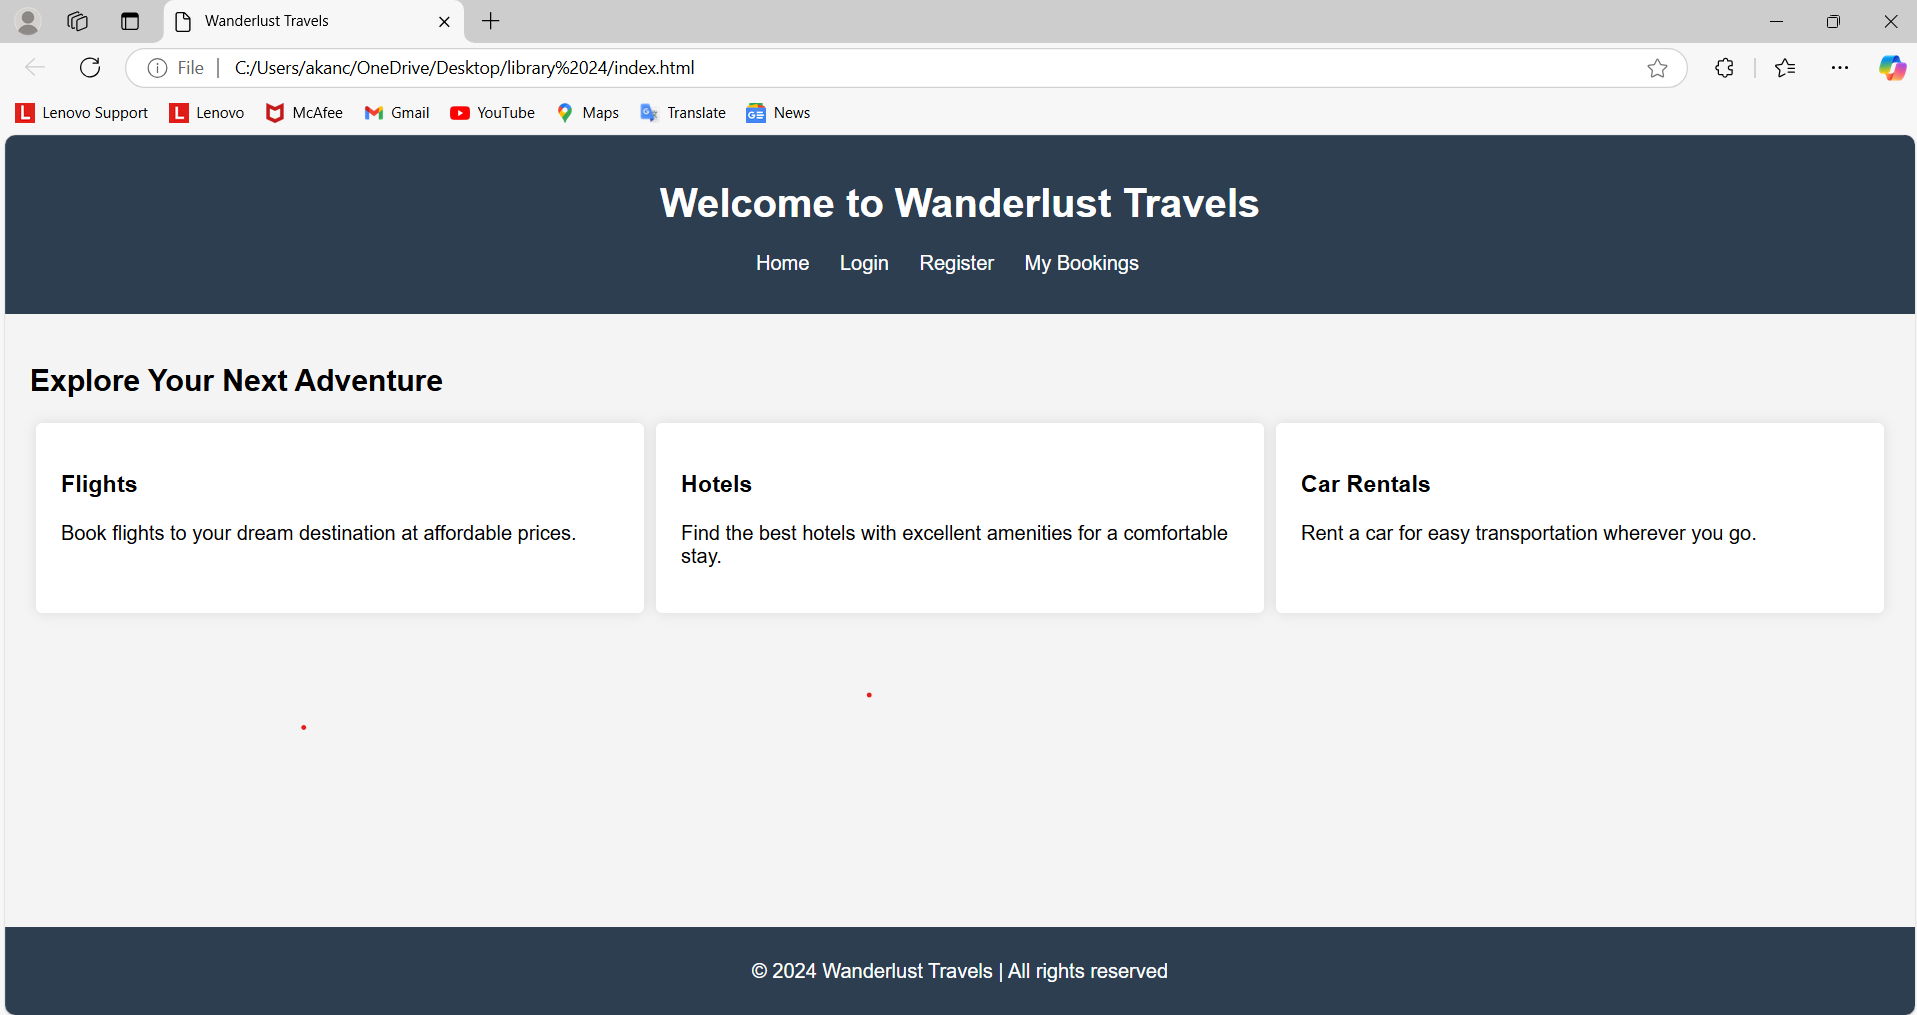 Wanderlust Travels
File
C:/Users/akanc/OneDrive/Desktop/library%2024/index.html
L Lenovo Support
L Lenovo
McAfee
Gmail
YouTube
Maps
Translate
GE News
Welcome to Wanderlust Travels
Home Login Register My Bookings
Explore Your Next Adventure
Flights
Book flights to your dream destination at affordable prices.
Hotels
Find the best hotels with excellent amenities for a comfortable
stay.
Car Rentals
Rent a car for easy transportation wherever you go.
© 2024 Wanderlust Travels | All rights reserved